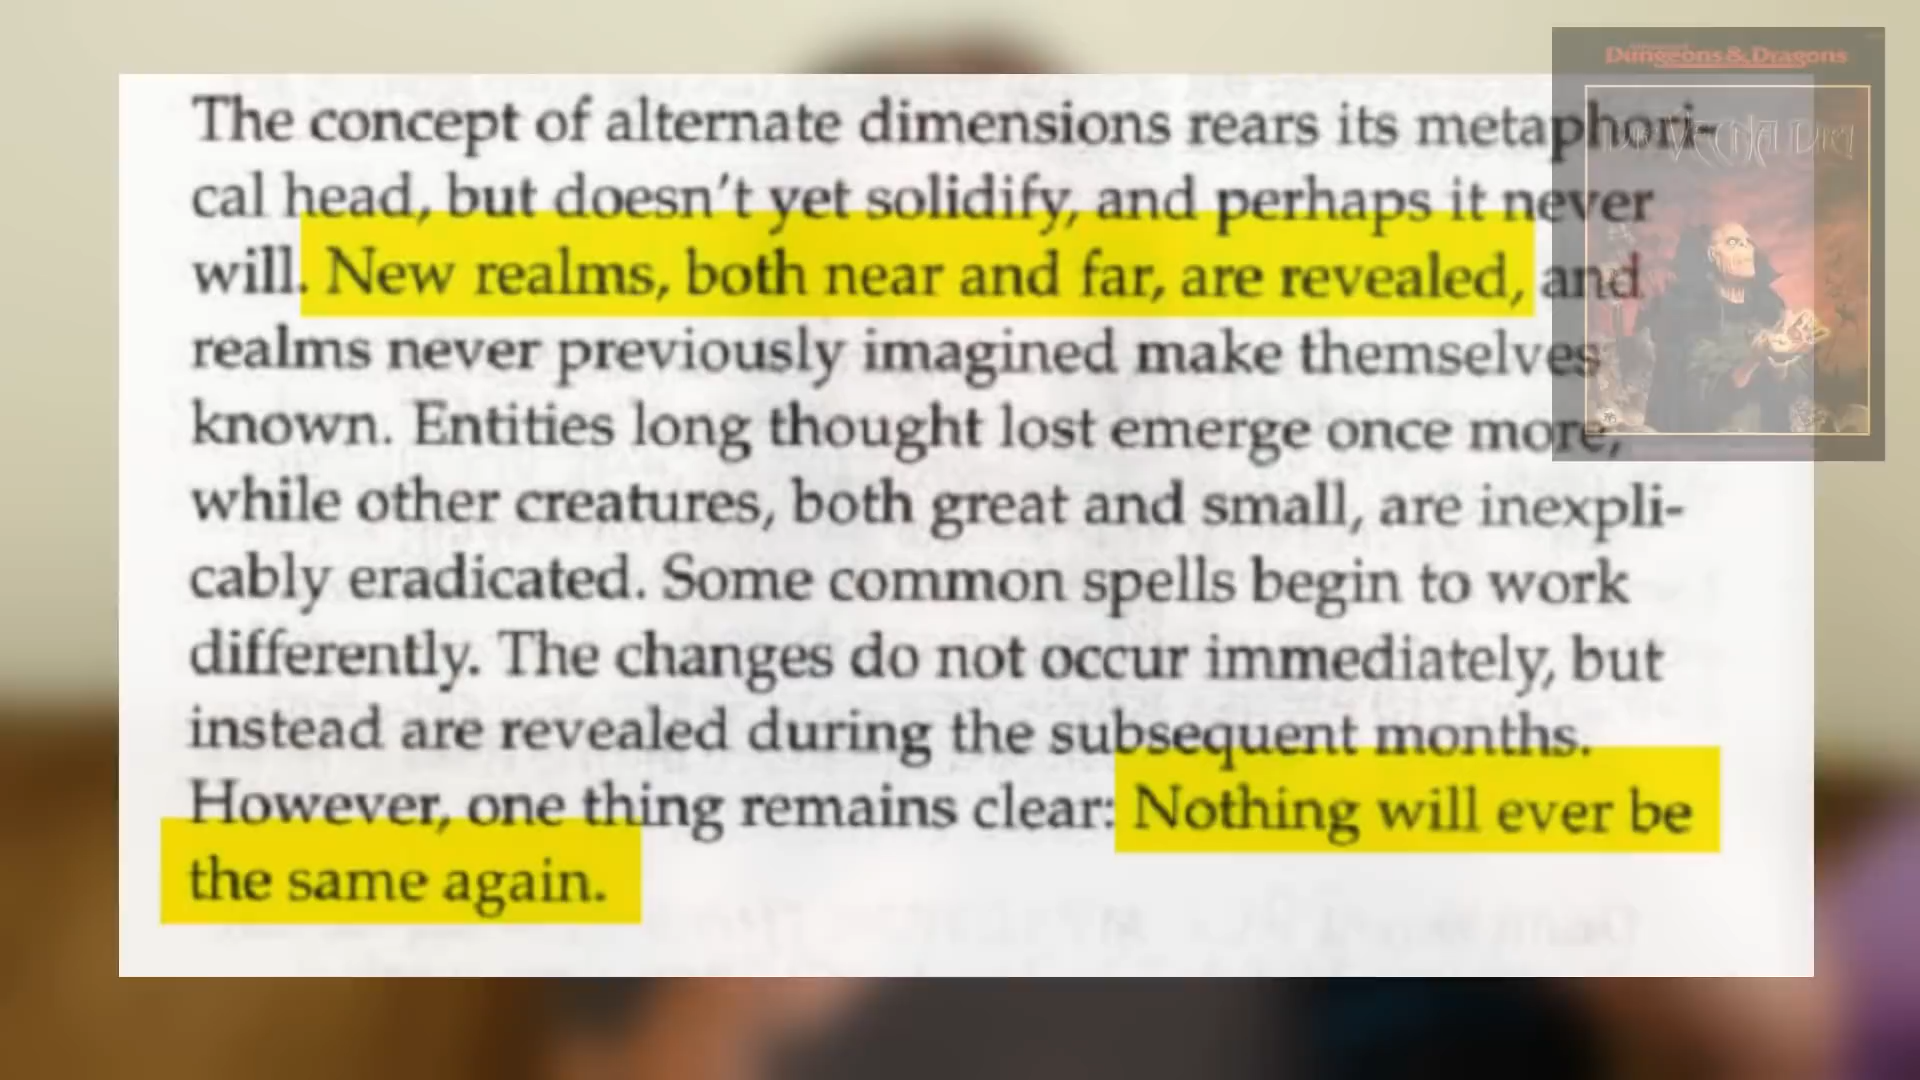 The concept of alternate dimensions rears its metaphori-
cal head, but doesn't yet solidify, and perhaps it never
will. New realms, both near and far, are revealed, and
realms never previously imagined make themselves
known. Entities long thought lost emerge once more,
while other creatures, both great and small, are inexpli-
cably eradicated. Some common spells begin to work
differently. The changes do not occur immediately, but
instead are revealed during the subsequent months.
However, one thing remains clear: Nothing will ever be
the same again.
Dungeons & Dragons
Die VECNA DIE!